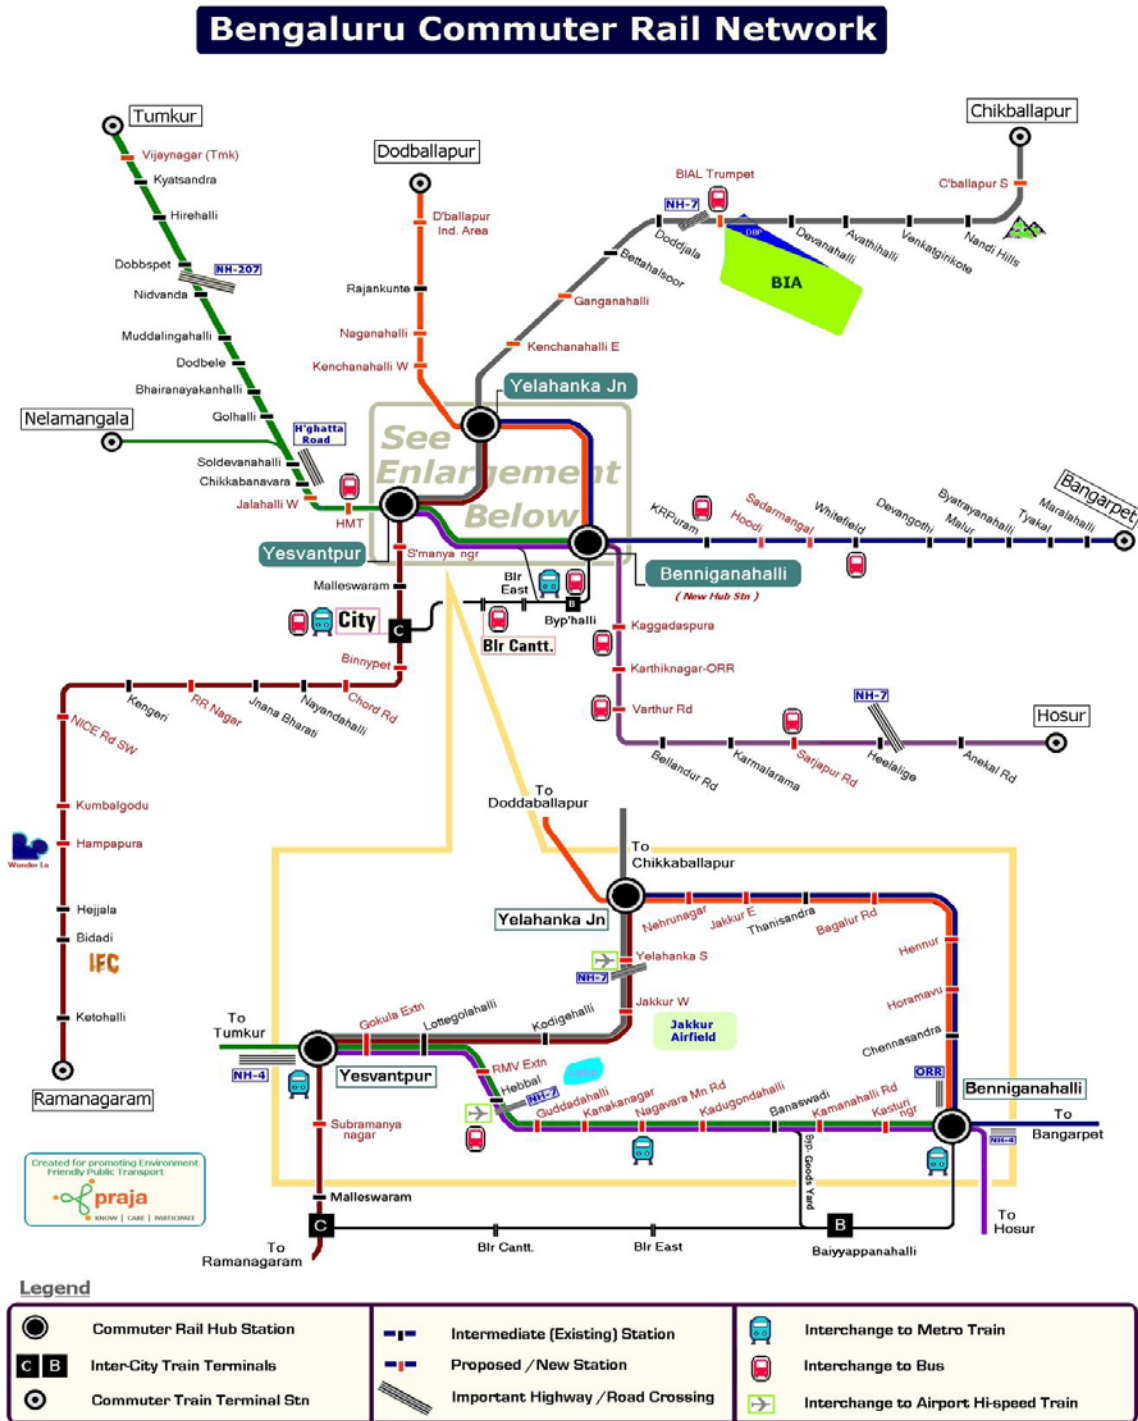 Bengaluru Commuter Rail Network
Tumkur
Vijaynagar (Tmk)
Kyatsandra
Hirehalli
Dobbspet
NH-207
Nidvanda
Muddalingahalli
Dodbele
Bhairanayakanhalli
Golhalli
Nelamangala
H'ghatta
Road
Soldevanahalli
Chikkabanavara
Jalahalli W
HMT
Dodballapur
D'ballapur
Ind. Area
Rajankunte
Naganahalli
Kenchanahalli W
Chikballapur
C'ballapur S
BIAL Trumpet
NH-7
Doddjala
DBP
Devanahalli
Avathihalli
Venkatgirikote
Nandi Hills
Bettahalsoor
BIA
Ganganahalli
Kenchanahalli E
Yelahanka Jn
See
Enlargement
Below
Yesvantpur
S'manya ngr
Malleswaram
City
C
Binnypet
Blr
East
Blr Cantt.
B
Byp'halli
Benniganahalli
( New Hub Stn )
KRPuram
Hoodi
Sadarmangal
Whitefield
Devangothi
Malur
Byatrayanahalli
Tyakal
Maralahalli
Bangarpet
Kaggadaspura
Karthiknagar-ORR
Varthur Rd
Bellandur Rd
Karmalarama
Sarjapur Rd
NH-7
Heelalige
Anekal Rd
Hosur
Chord Rd
Nayandahalli
Jnana Bharati
RR Nagar
Kengeri
NICE Rd SW
Kumbalgodu
Hampapura
Wonder La
Hejjala
Bidadi
IFC
Ketohalli
Ramanagaram
To
Doddaballapur
To
Chikkaballapur
Yelahanka Jn
Nehrunagar
Jakkur E
Thanisandra
Bagalur Rd
Hennur
Horamavu
Chennasandra
ORR
Benniganahalli
Yelahanka S
NH-7
Jakkur W
Jakkur
Airfield
Kodigehalli
Lottegolahalli
Gokula Extn
To
Tumkur
NH-4
Yesvantpur
RMV Extn
Hebbal
NH-7
Guddadahalli
Kanakanagar
Nagavara Mn Rd
Kadugondahalli
Banaswadi
Kamanahalli Rd
Kasturi
ngr
To
Bangarpet
NH-4
Subramanya
nagar
Malleswaram
C
To
Ramanagaram
Blr Cantt.
Blr East
Byp- Goods Yard
B
Baiyyappanahalli
To
Hosur
Created for promoting Environment
Friendly Public Transport
praja
KNOW | CARE | PARTICIPATE
Legend
Commuter Rail Hub Station
C B Inter-City Train Terminals
Commuter Train Terminal Stn
Intermediate (Existing) Station
Proposed /New Station
Important Highway /Road Crossing
Interchange to Metro Train
Interchange to Bus
Interchange to Airport Hi-speed Train